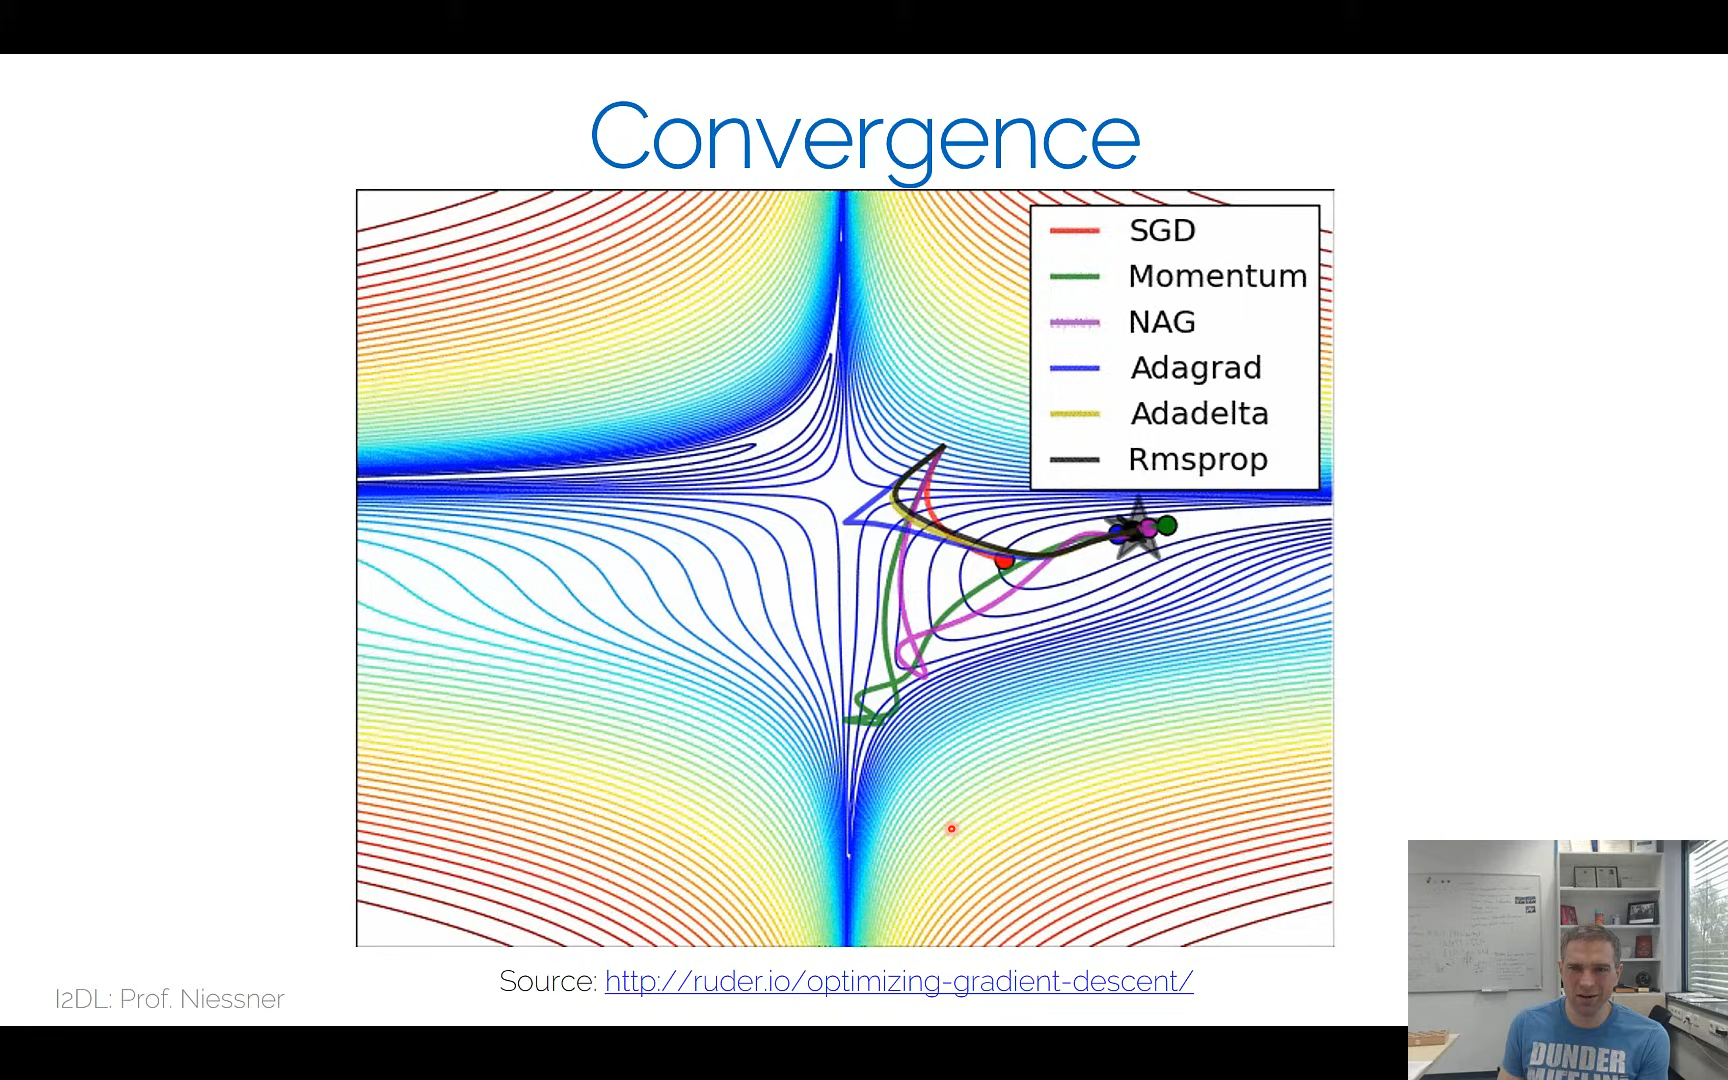 Convergence
SGD
Momentum
NAG
Adagrad
Adadelta
Rmsprop
Source: http://ruder.io/optimizing-gradient-descent/
I2DL: Prof. Niessner
DUNDER